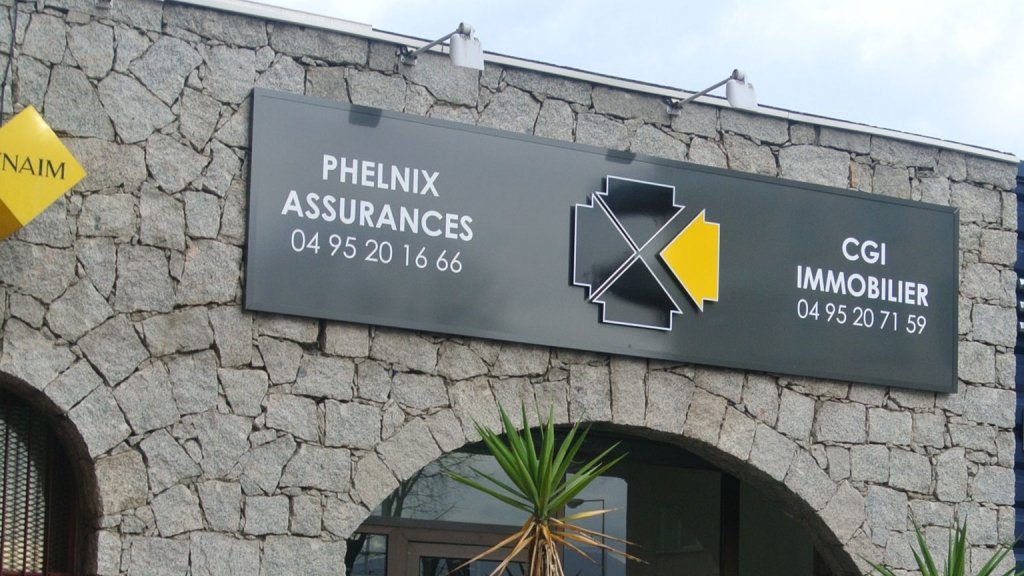 NAIM
PHELNIX
ASSURANCES
04 95 20 16 66
CGI
IMMOBILIER
04 95 20 71 59